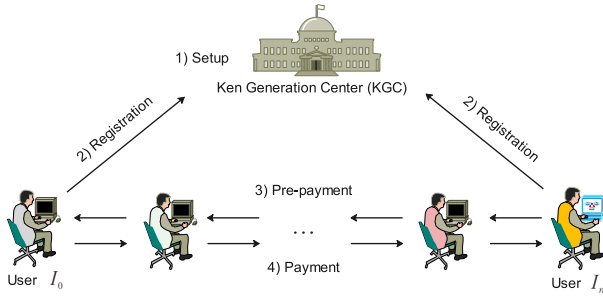 1) Setup
Ken Generation Center (KGC)
2) Registration
2) Registration
3) Pre-payment
...
4) Payment
User I0
User In